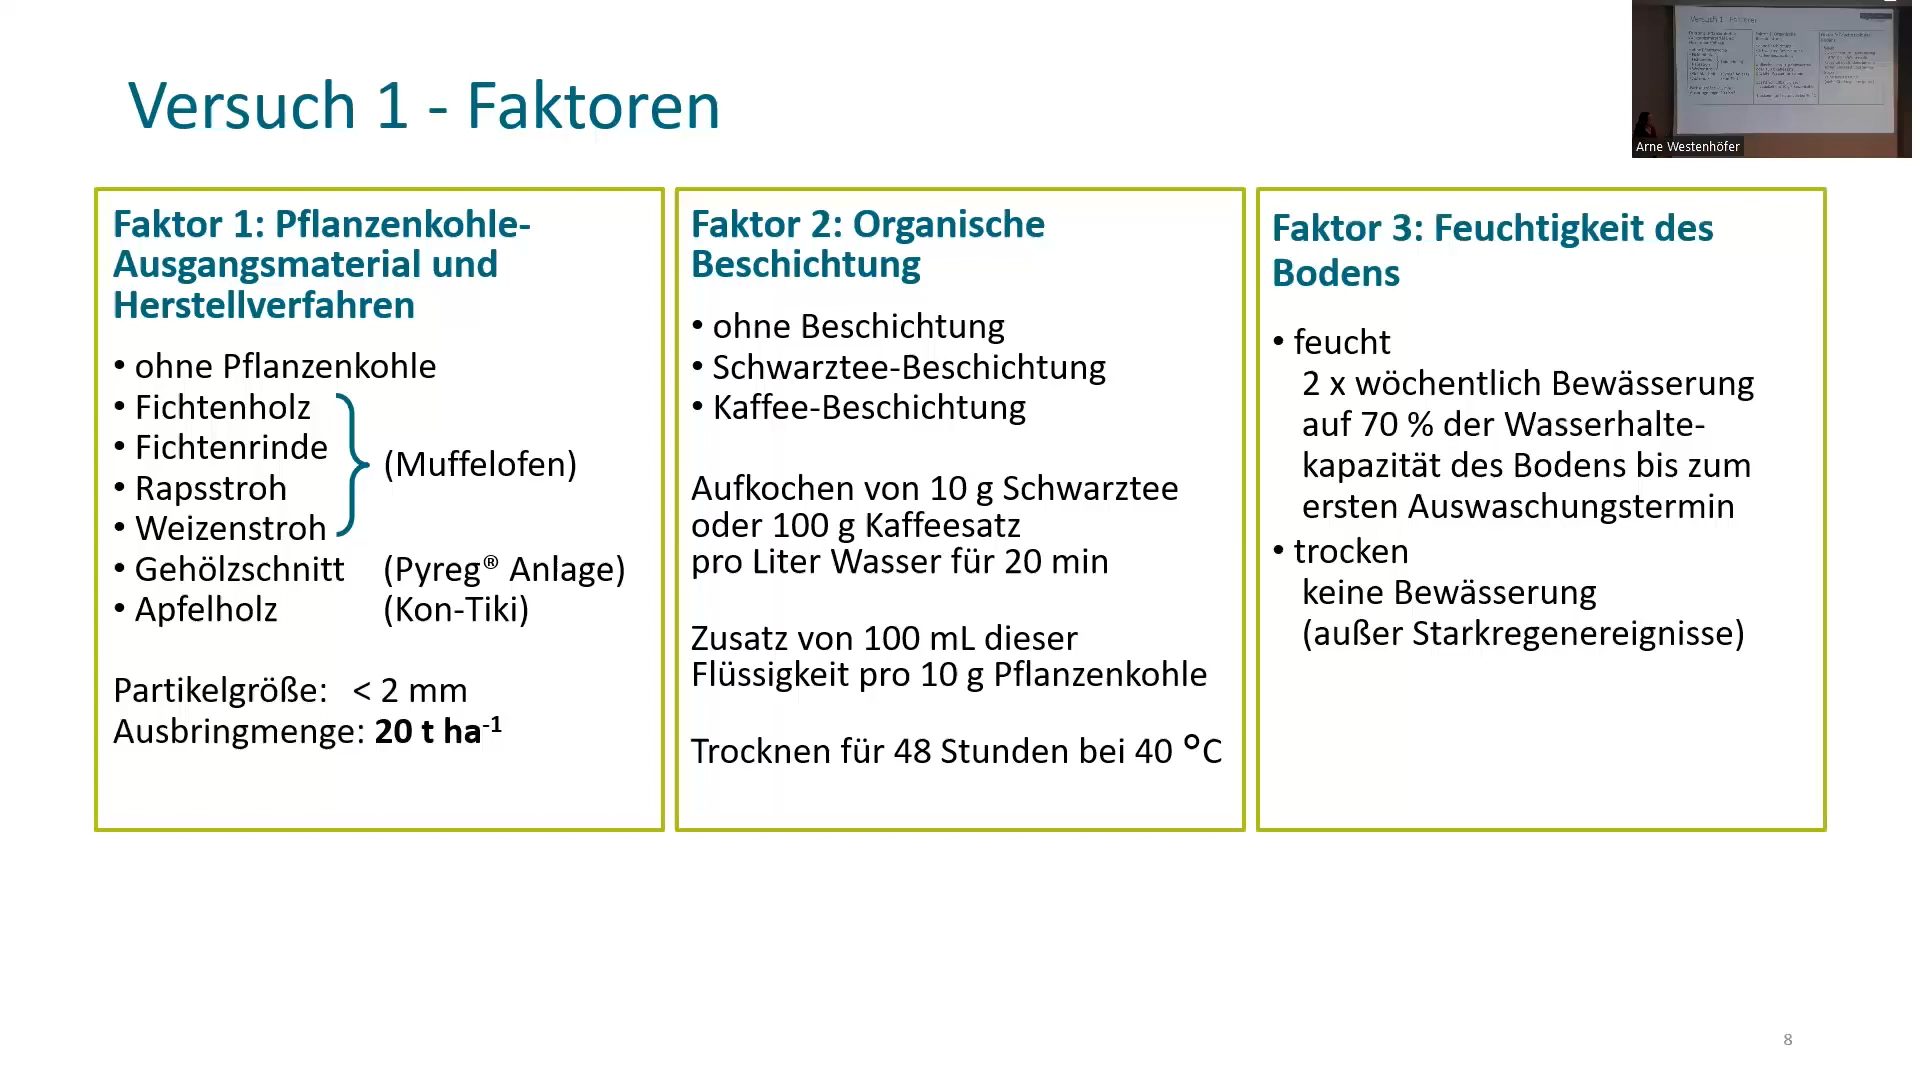 Versuch 1 - Faktoren
Arne Westenhöfer
Faktor 1: Pflanzenkohle-
Ausgangsmaterial und
Herstellverfahren
• ohne Pflanzenkohle
• Fichtenholz
• Fichtenrinde
(Muffelofen)
• Rapsstroh
• Weizenstroh
• Gehölzschnitt (Pyreg® Anlage)
• Apfelholz (Kon-Tiki)
Partikelgröße: < 2 mm
Ausbringmenge: 20 t ha⁻¹
Faktor 2: Organische
Beschichtung
• ohne Beschichtung
• Schwarztee-Beschichtung
• Kaffee-Beschichtung
Aufkochen von 10 g Schwarztee
oder 100 g Kaffeesatz
pro Liter Wasser für 20 min
Zusatz von 100 mL dieser
Flüssigkeit pro 10 g Pflanzenkohle
Trocknen für 48 Stunden bei 40 °C
Faktor 3: Feuchtigkeit des
Bodens
• feucht
2 x wöchentlich Bewässerung
auf 70 % der Wasserhalte-
kapazität des Bodens bis zum
ersten Auswaschungstermin
• trocken
keine Bewässerung
(außer Starkregenereignisse)
8